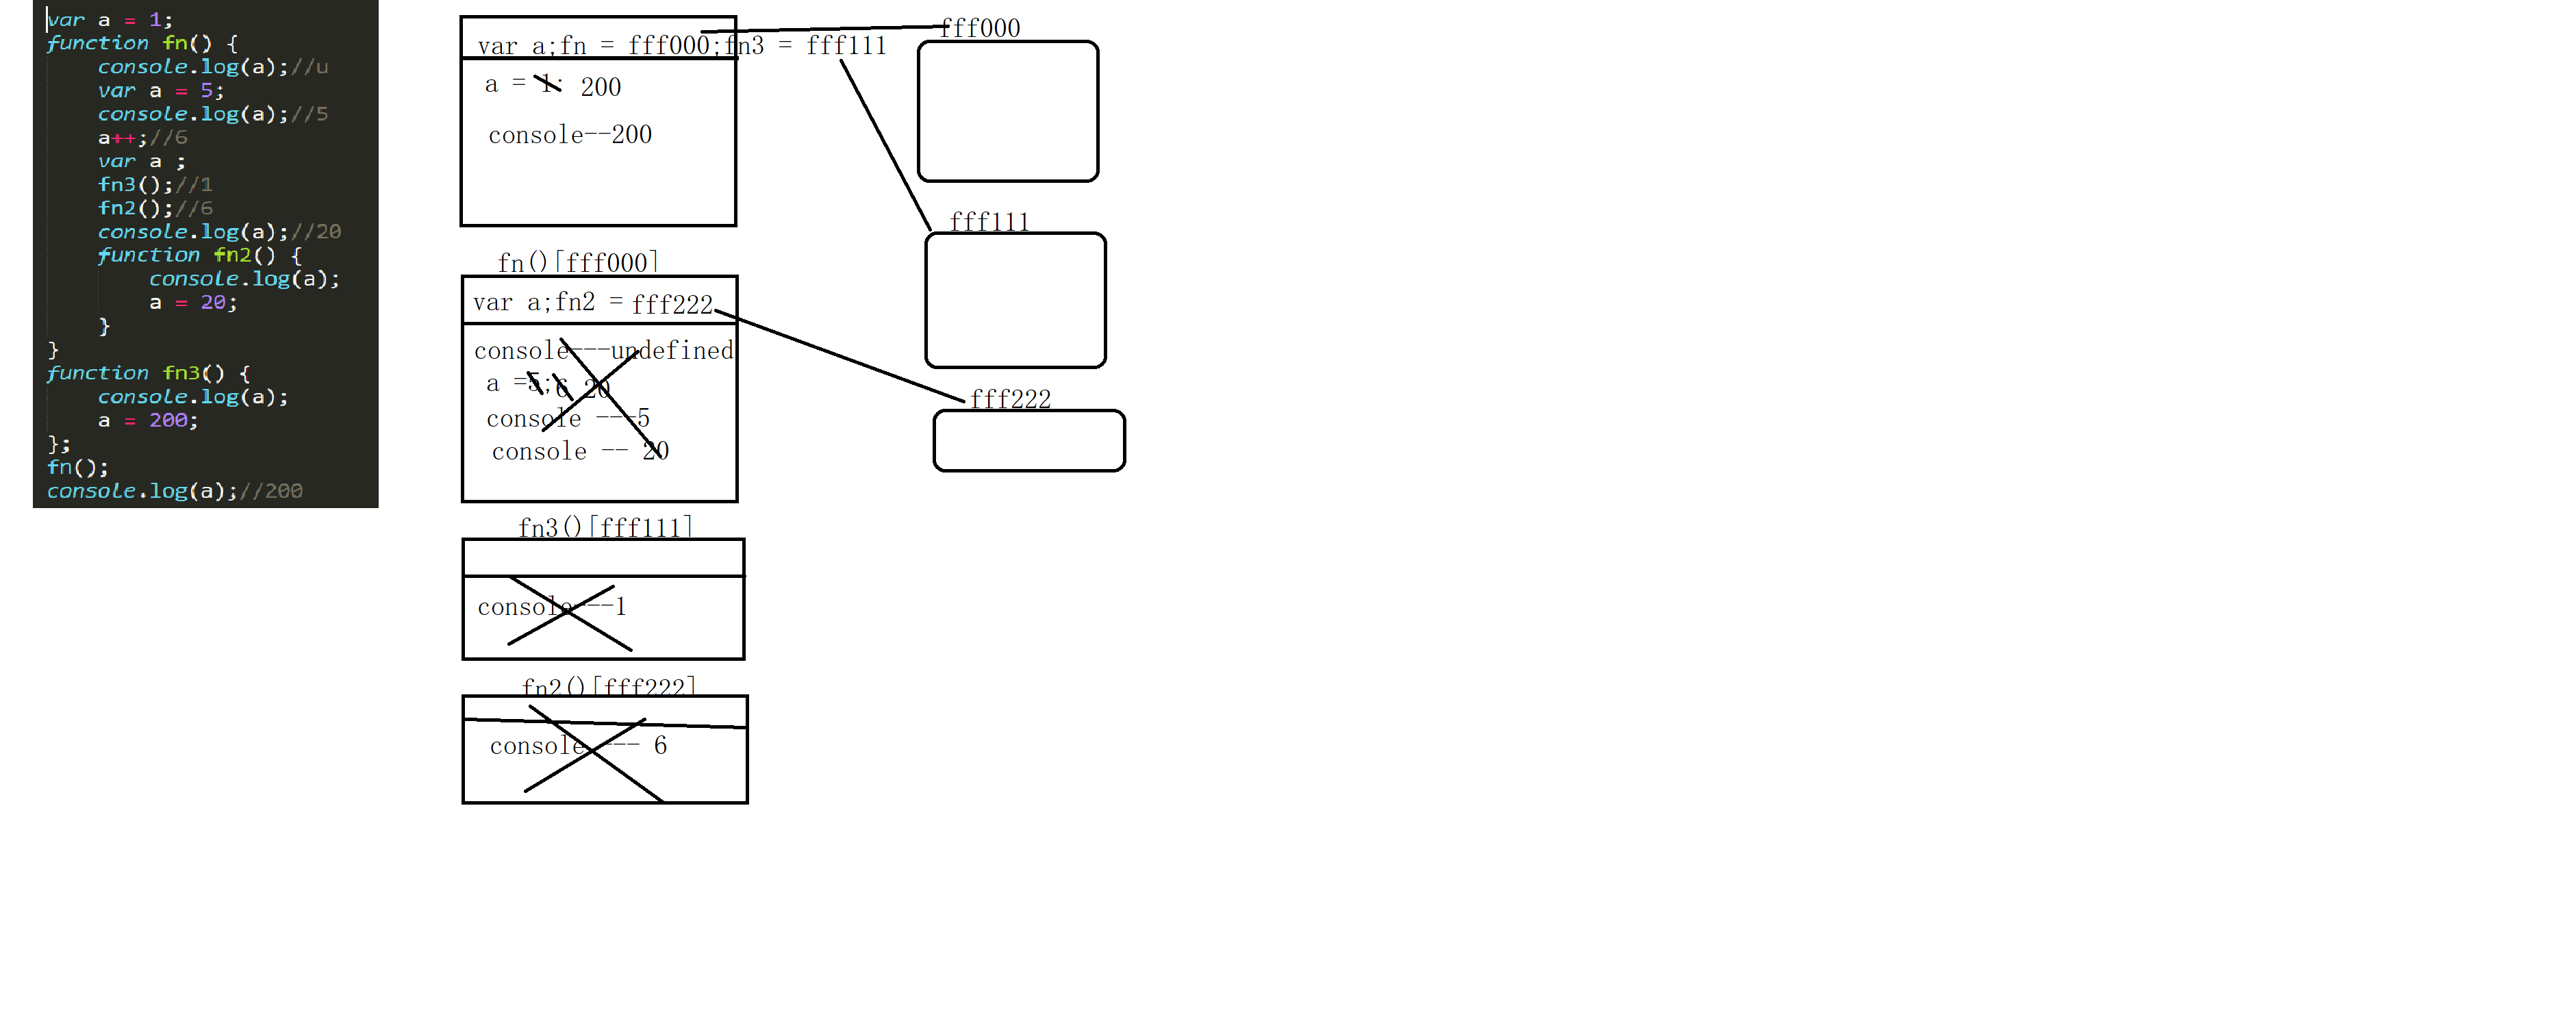 var a = 1;
function fn() {
console.log(a);//u
var a = 5;
console.log(a);//5
a++;//6
var a ;
fn3();//1
fn2();//6
console.log(a);//20
function fn2() {
console.log(a);
a = 20;
}
}
function fn3() {
console.log(a);
a = 200;
};
fn();
console.log(a);//200
var a;fn = fff000;fn3 = fff111
a = 1; 200
console--200
fn()[fff000]
var a;fn2 = fff222
console---undefined
a =5;6 20
console ---5
console -- 20
fn3()[fff111]
console---1
fn2()[fff222]
console --- 6
fff000
fff111
fff222